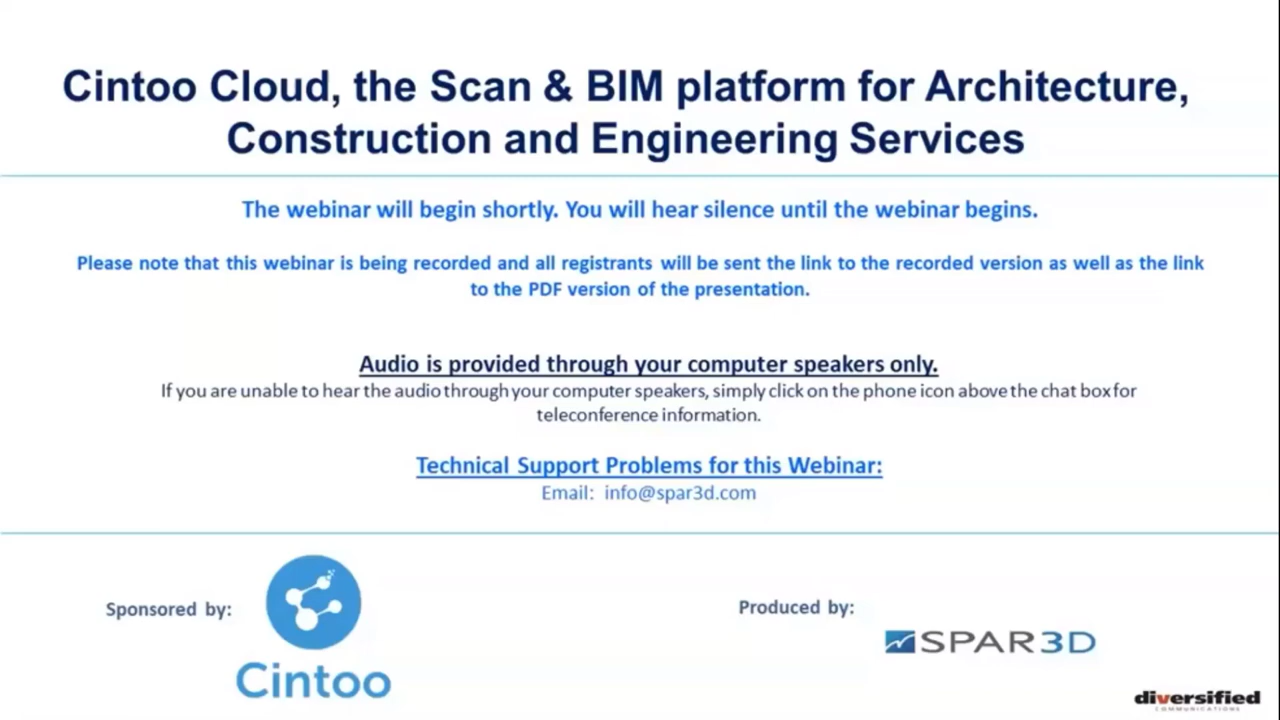 Cintoo Cloud, the Scan & BIM platform for Architecture,
Construction and Engineering Services
The webinar will begin shortly. You will hear silence until the webinar begins.
Please note that this webinar is being recorded and all registrants will be sent the link to the recorded version as well as the link
to the PDF version of the presentation.
Audio is provided through your computer speakers only.
If you are unable to hear the audio through your computer speakers, simply click on the phone icon above the chat box for
teleconference information.
Technical Support Problems for this Webinar:
Email: info@spar3d.com
Sponsored by:
Cintoo
Produced by:
SPAR3D
diversified
COMMUNICATIONS